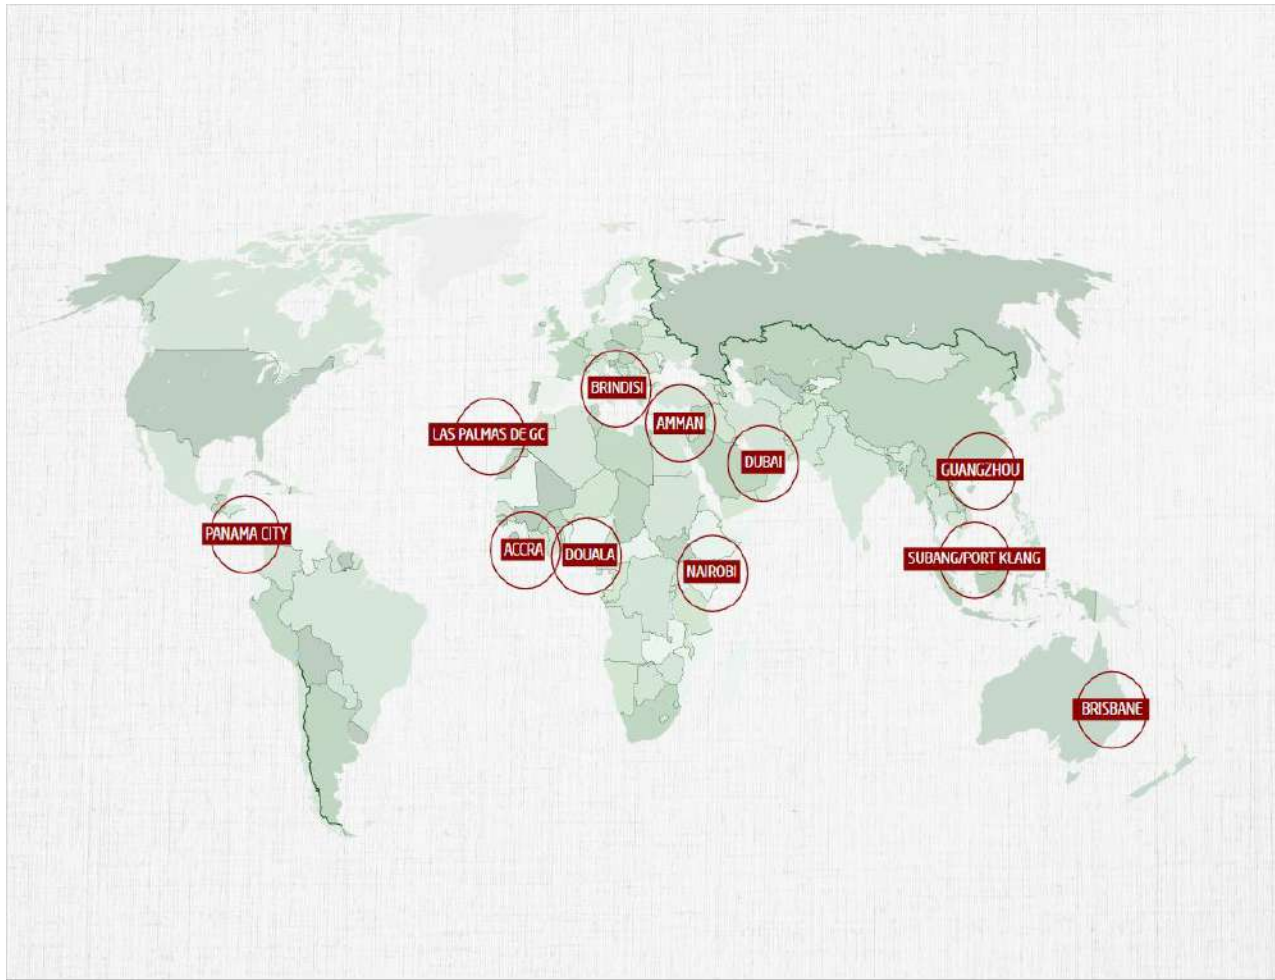 BRINDISI
AMMAN
LAS PALMAS DE GC
DUBAI
GUANGZHOU
PANAMA CITY
ACCRA
DOUALA
NAIROBI
SUBANG/PORT KLANG
BRISBANE